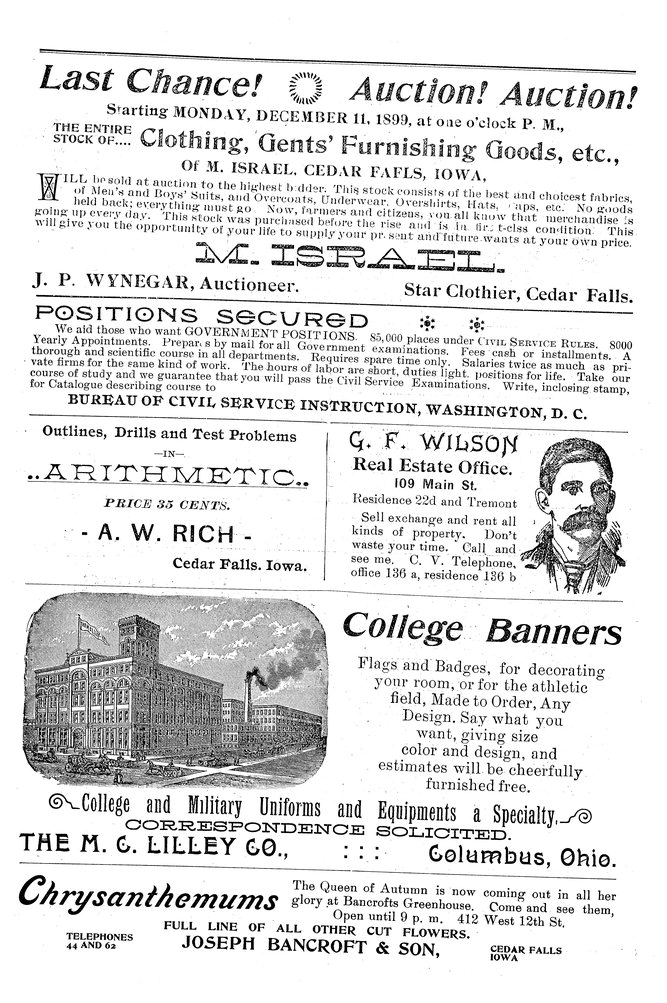 Last Chance! Auction! Auction!
Starting MONDAY, DECEMBER 11, 1899, at one o'clock P. M.,
THE ENTIRE
STOCK OF.... Clothing, Gents' Furnishing Goods, etc.,
Of M. ISRAEL, CEDAR FAFLS, IOWA,
WILL be sold at auction to the highest bidder. This stock consists of the best and choicest fabrics,
of Men's and Boys' Suits, and Overcoats, Underwear, Overshirts, Hats, Caps, etc. No goods
held back; everything must go. Now, farmers and citizens, you all know that merchandise is
going up every day. This stock was purchased before the rise and is in first-clss condition. This
will give you the opportunity of your life to supply your present and future wants at your own price.
M. ISRAEL.
J. P. WYNEGAR, Auctioneer.
Star Clothier, Cedar Falls.
POSITIONS SECURED
We aid those who want GOVERNMENT POSITIONS. 85,000 places under CIVIL SERVICE RULES. 8000
Yearly Appointments. Prepares by mail for all Government examinations. Fees cash or installments. A
thorough and scientific course in all departments. Requires spare time only. Salaries twice as much as pri-
vate firms for the same kind of work. The hours of labor are short, duties light, positions for life. Take our
course of study and we guarantee that you will pass the Civil Service Examinations. Write, inclosing stamp,
for Catalogue describing course to
BUREAU OF CIVIL SERVICE INSTRUCTION, WASHINGTON, D. C.
Outlines, Drills and Test Problems
—IN—
..ARITHMETIC..
PRICE 35 CENTS.
- A. W. RICH -
Cedar Falls. Iowa.
G. F. WILSON
Real Estate Office.
109 Main St.
Residence 22d and Tremont
Sell exchange and rent all
kinds of property. Don't
waste your time. Call and
see me. C. V. Telephone,
office 136 a, residence 136 b
College Banners
Flags and Badges, for decorating
your room, or for the athletic
field, Made to Order, Any
Design. Say what you
want, giving size
color and design, and
estimates will be cheerfully
furnished free.
College and Military Uniforms and Equipments a Specialty.
CORRESPONDENCE SOLICITED.
THE M. C. LILLEY CO., : : : Columbus, Ohio.
Chrysanthemums
The Queen of Autumn is now coming out in all her
glory at Bancrofts Greenhouse. Come and see them,
Open until 9 p. m. 412 West 12th St.
FULL LINE OF ALL OTHER CUT FLOWERS.
TELEPHONES
44 AND 62
JOSEPH BANCROFT & SON,
CEDAR FALLS
IOWA